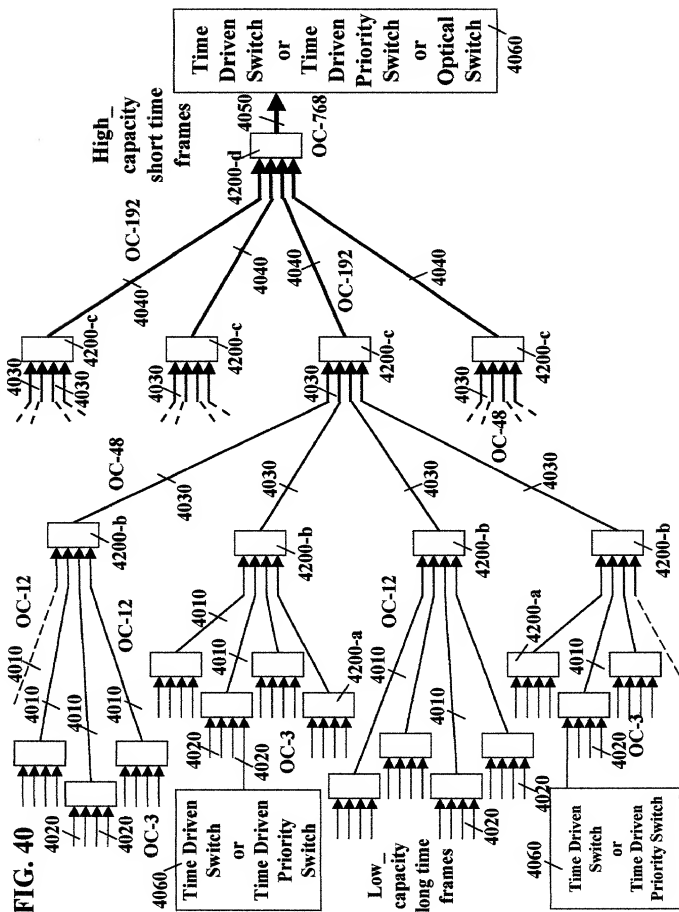 FIG. 40
Time
Driven
Switch
or
Time
Driven
Priority
Switch
or
Optical
Switch
4060
High_
capacity
short time
frames
4050
4200-d
OC-768
OC-192
4040
4040
4040
OC-192
4040
4200-c
4030
4030
4200-c
4030
4200-c
4030
4200-c
4030
OC-48
OC-48
4030
4030
4030
4030
4200-b
4200-b
4200-b
4200-b
OC-12
4010
OC-12
4010
4010
4010
4020
4020
OC-3
4010
4010
4200-a
4020
4020
OC-3
OC-12
4010
4010
4020
4020
4200-a
4010
4020
OC-3
4060
Time Driven
Switch
or
Time Driven
Priority
Switch
Low_
capacity
long time
frames
4060
Time Driven
Switch
or
Time Driven
Priority Switch